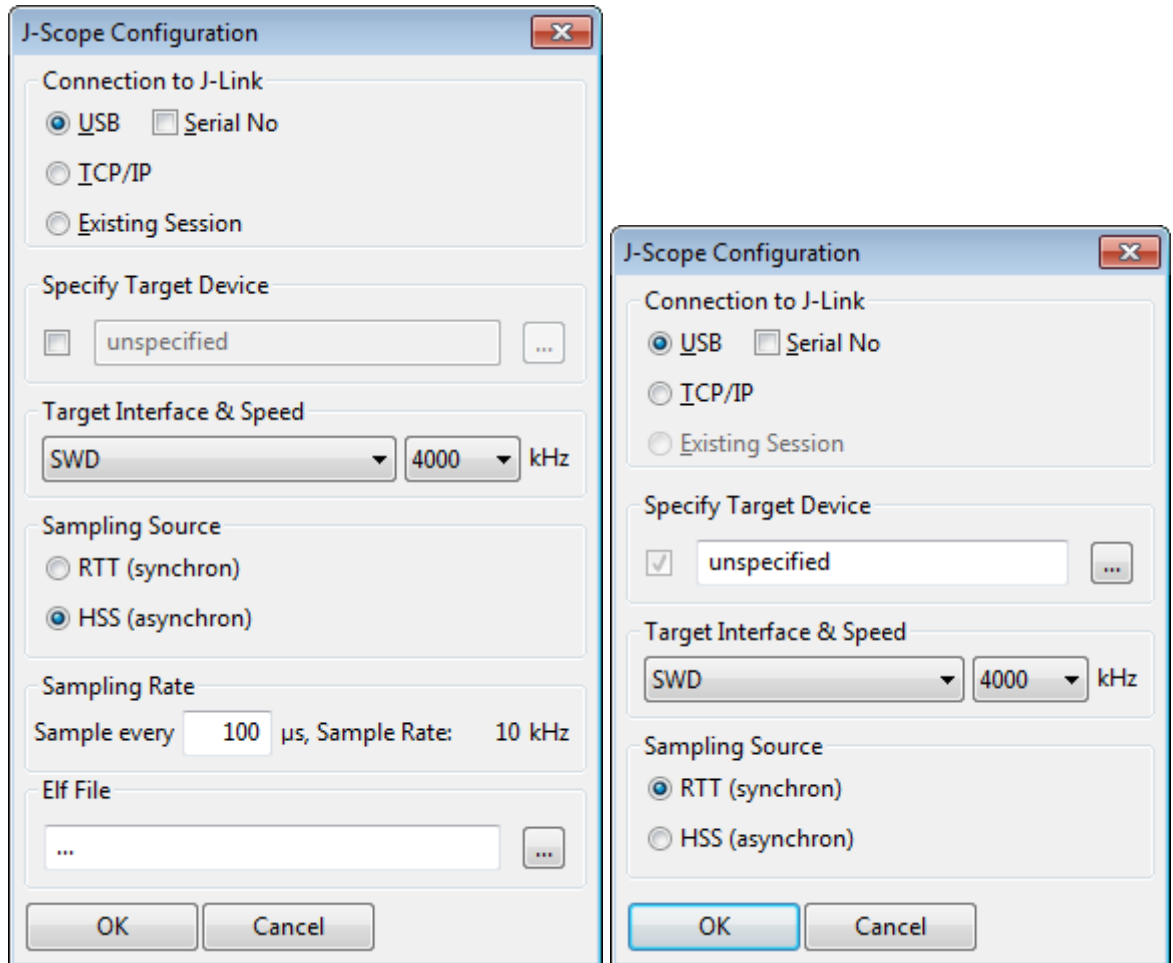 J-Scope Configuration
Connection to J-Link
USB Serial No
TCP/IP
Existing Session
Specify Target Device
unspecified ...
Target Interface & Speed
SWD 4000 kHz
Sampling Source
RTT (synchron)
HSS (asynchron)
Sampling Rate
Sample every 100 µs, Sample Rate: 10 kHz
Elf File
... ...
OK Cancel
J-Scope Configuration
Connection to J-Link
USB Serial No
TCP/IP
Existing Session
Specify Target Device
unspecified ...
Target Interface & Speed
SWD 4000 kHz
Sampling Source
RTT (synchron)
HSS (asynchron)
OK Cancel